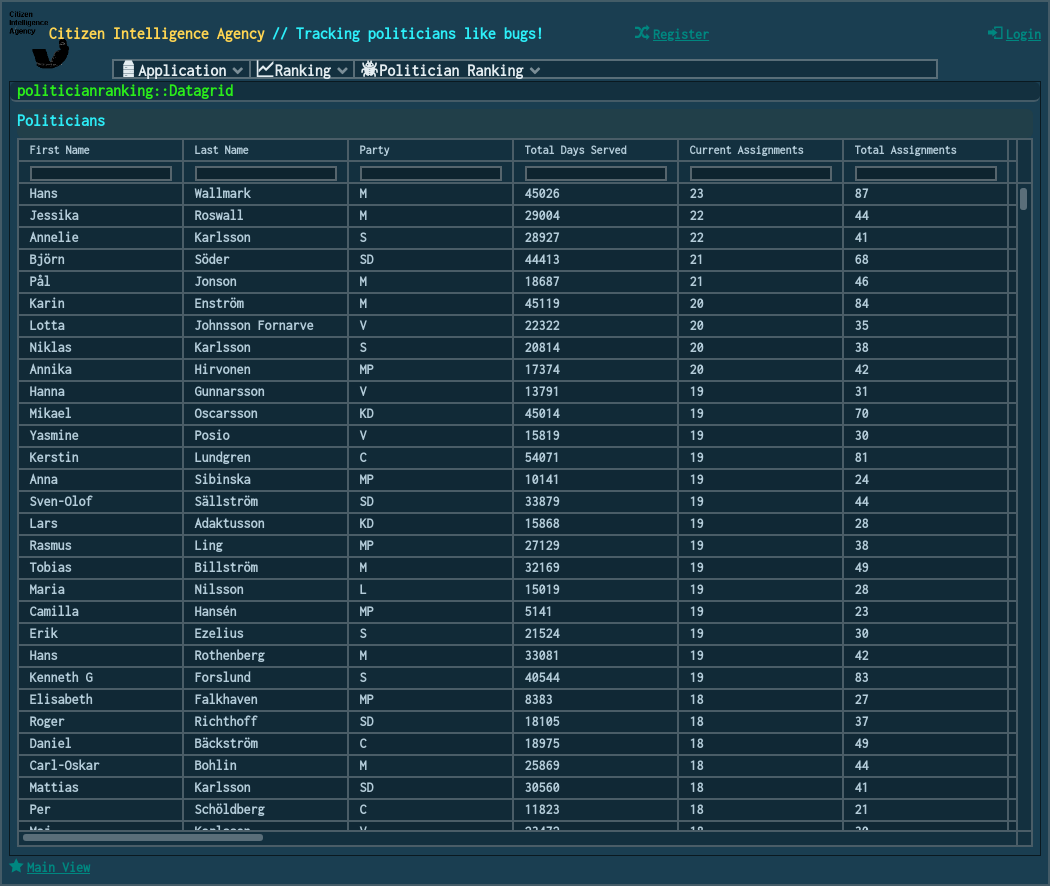 Citizen
Intelligence
Agency
Citizen Intelligence Agency // Tracking politicians like bugs!
Register
Login
Application Ranking Politician Ranking
politicianranking::Datagrid
Politicians
First Name Last Name Party Total Days Served Current Assignments Total Assignments
Hans Wallmark M 45026 23 87
Jessika Roswall M 29004 22 44
Annelie Karlsson S 28927 22 41
Björn Söder SD 44413 21 68
Pål Jonson M 18687 21 46
Karin Enström M 45119 20 84
Lotta Johnsson Fornarve V 22322 20 35
Niklas Karlsson S 20814 20 38
Annika Hirvonen MP 17374 20 42
Hanna Gunnarsson V 13791 19 31
Mikael Oscarsson KD 45014 19 70
Yasmine Posio V 15819 19 30
Kerstin Lundgren C 54071 19 81
Anna Sibinska MP 10141 19 24
Sven-Olof Sällström SD 33879 19 44
Lars Adaktusson KD 15868 19 28
Rasmus Ling MP 27129 19 38
Tobias Billström M 32169 19 49
Maria Nilsson L 15019 19 28
Camilla Hansén MP 5141 19 23
Erik Ezelius S 21524 19 30
Hans Rothenberg M 33081 19 42
Kenneth G Forslund S 40544 19 83
Elisabeth Falkhaven MP 8383 18 27
Roger Richthoff SD 18105 18 37
Daniel Bäckström C 18975 18 49
Carl-Oskar Bohlin M 25869 18 44
Mattias Karlsson SD 30560 18 41
Per Schöldberg C 11823 18 21
Main View